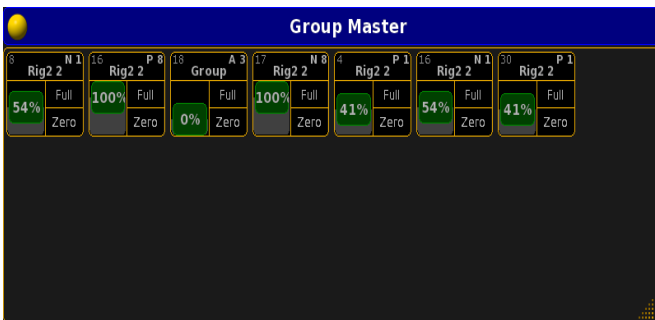 Group Master
8 N 1 16 P 8 18 A 3 17 N 8 4 P 1 16 N 1 30 P 1
Rig2 2 Rig2 2 Group Rig2 2 Rig2 2 Rig2 2 Rig2 2
54% Full 100% Full 0% Full 100% Full 41% Full 54% Full 41% Full
Zero Zero Zero Zero Zero Zero Zero